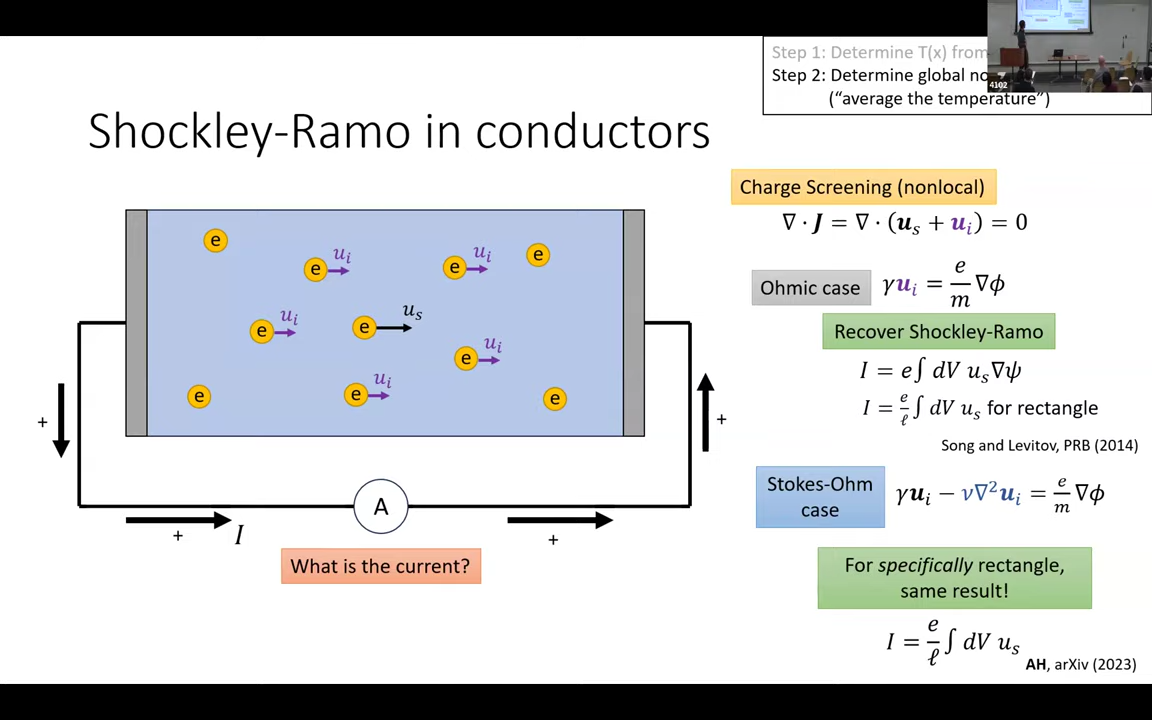 Step 1: Determine T(x) from
Step 2: Determine global
("average the temperature")
4102
Shockley-Ramo in conductors
Charge Screening (nonlocal)
∇ · J = ∇ · (u_s + u_i) = 0
Ohmic case
γu_i = e/m ∇ϕ
Recover Shockley-Ramo
I = e∫ dV u_s∇ψ
I = e/ℓ ∫ dV u_s for rectangle
Song and Levitov, PRB (2014)
Stokes-Ohm
case
γu_i − ν∇²u_i = e/m ∇ϕ
For specifically rectangle,
same result!
I = e/ℓ ∫ dV u_s
AH, arXiv (2023)
e
e u_i
e u_i
e
e u_i
e u_s
e u_i
e
e u_i
e
+
+
A
+
I
+
What is the current?